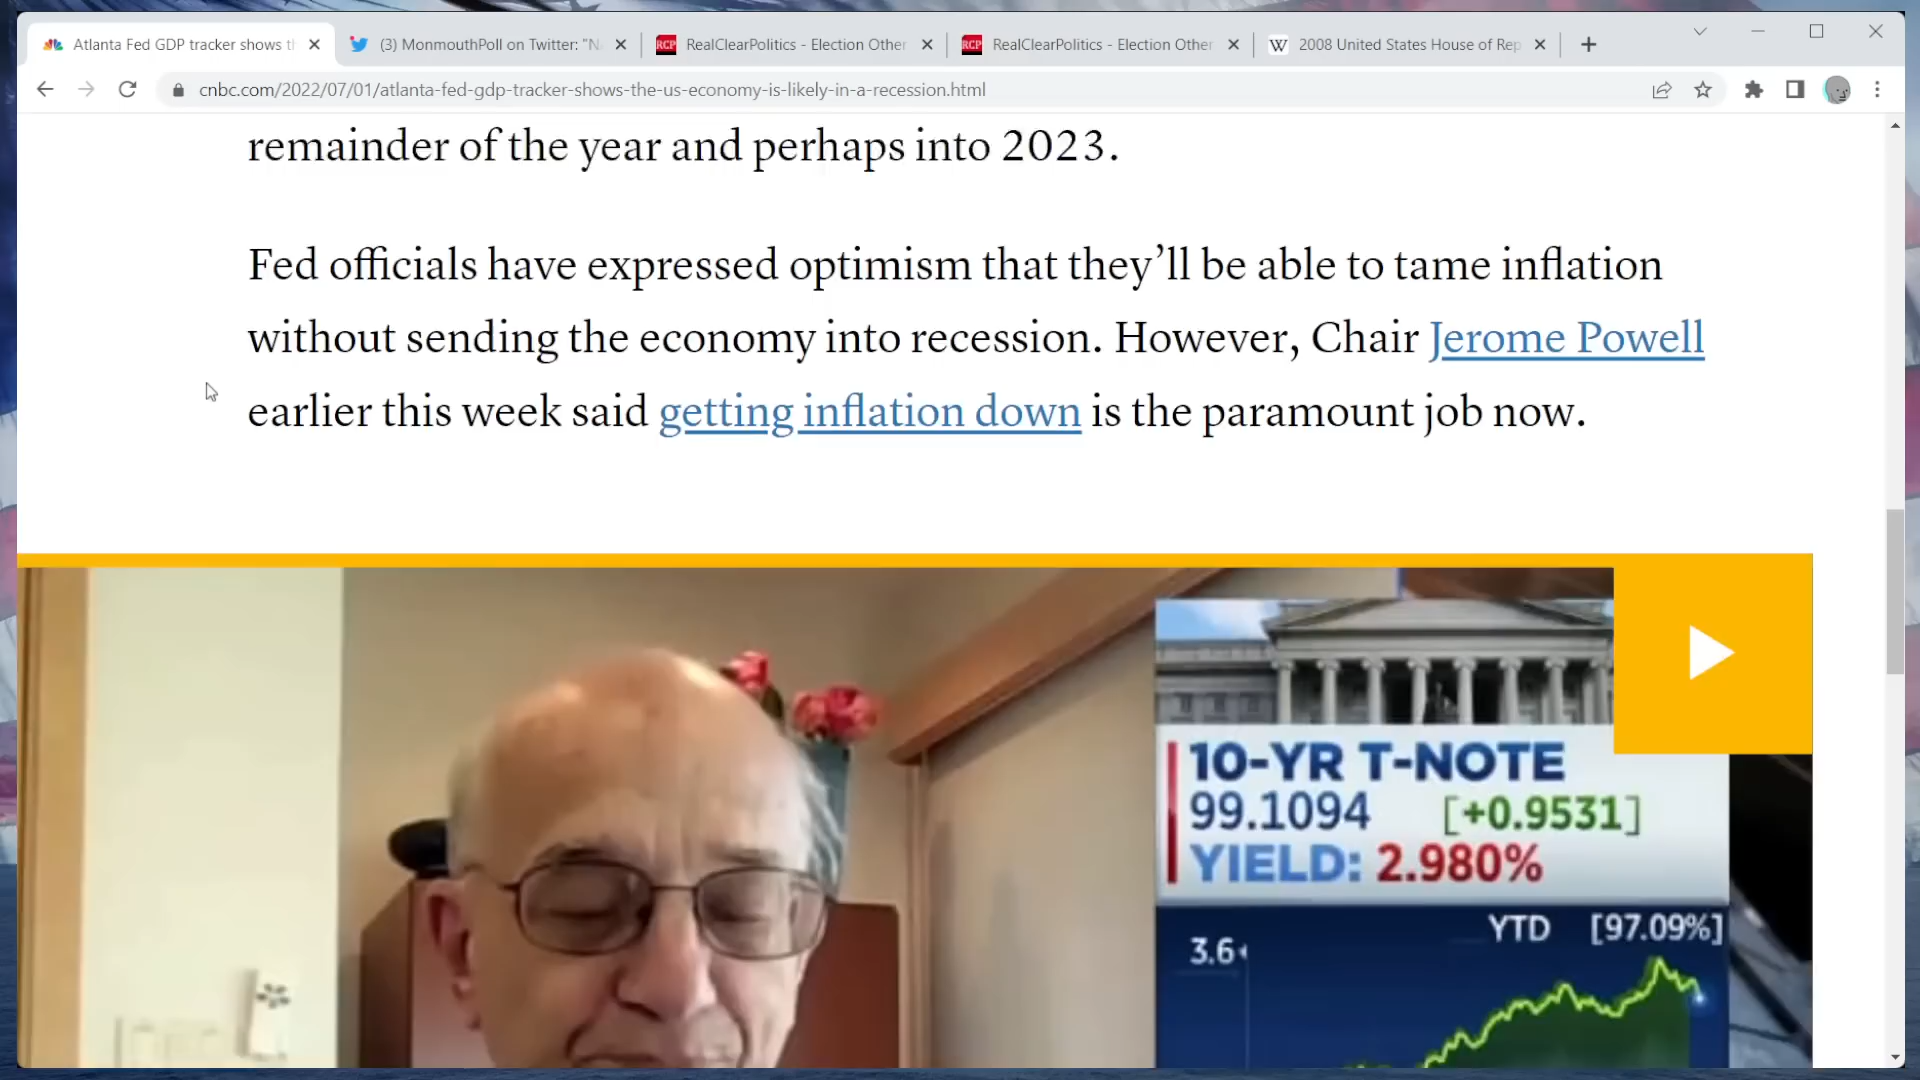 Atlanta Fed GDP tracker shows th
(3) MonmouthPoll on Twitter: "N
RCP RealClearPolitics - Election Other
RCP RealClearPolitics - Election Other
W 2008 United States House of Rep
cnbc.com/2022/07/01/atlanta-fed-gdp-tracker-shows-the-us-economy-is-likely-in-a-recession.html
remainder of the year and perhaps into 2023.
Fed officials have expressed optimism that they’ll be able to tame inflation
without sending the economy into recession. However, Chair Jerome Powell
earlier this week said getting inflation down is the paramount job now.
10-YR T-NOTE
99.1094 [+0.9531]
YIELD: 2.980%
YTD [97.09%]
3.6